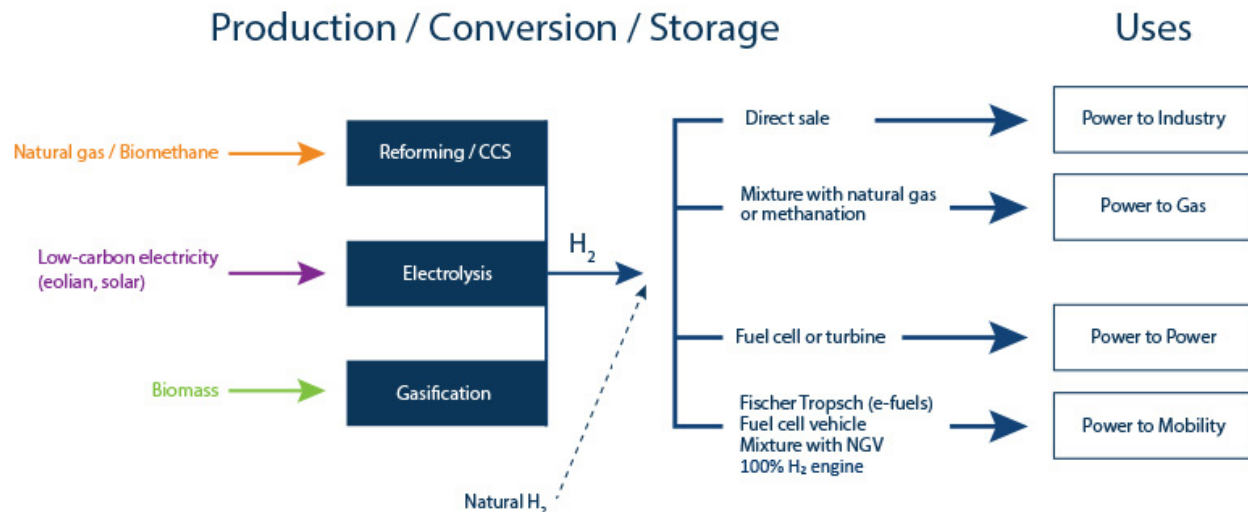 Production / Conversion / Storage
Uses
Natural gas / Biomethane
Reforming / CCS
Low-carbon electricity
(eolian, solar)
Electrolysis
Biomass
Gasification
H₂
Natural H₂
Direct sale
Power to Industry
Mixture with natural gas
or methanation
Power to Gas
Fuel cell or turbine
Power to Power
Fischer Tropsch (e-fuels)
Fuel cell vehicle
Mixture with NGV
100% H₂ engine
Power to Mobility